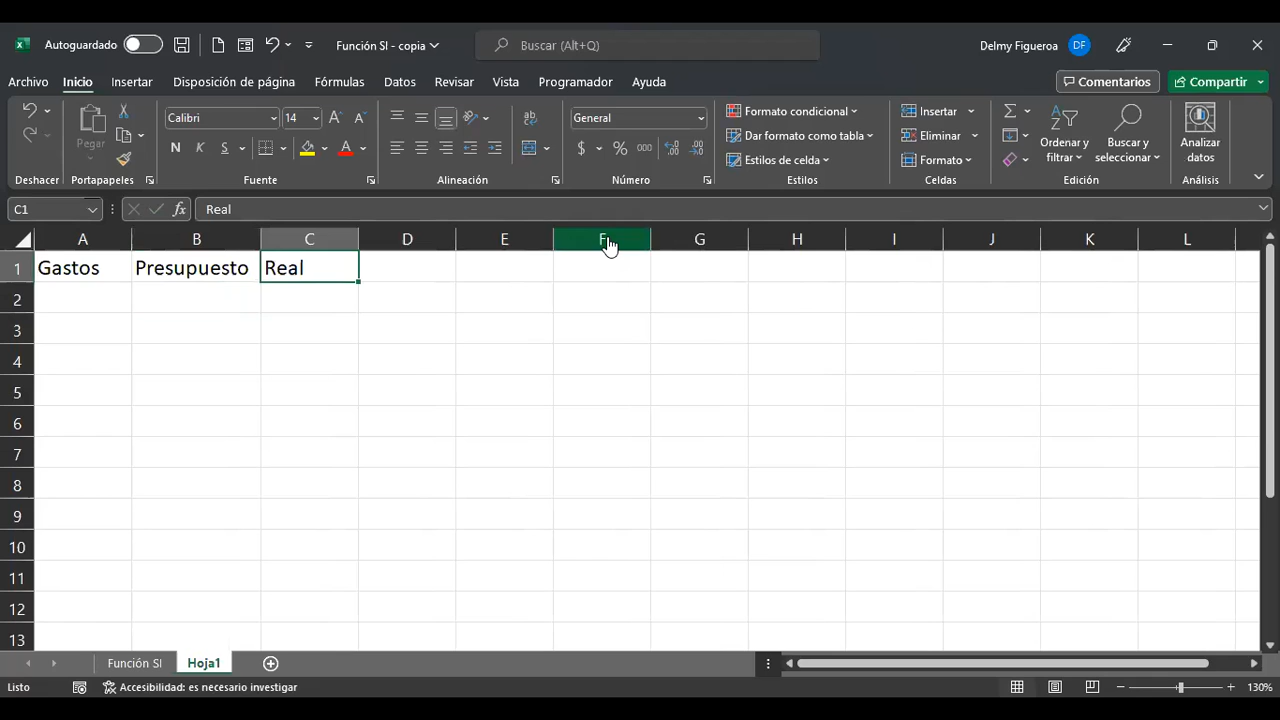 Autoguardado Función SI - copia Buscar (Alt+Q) Delmy Figueroa DF
Archivo Inicio Insertar Disposición de página Fórmulas Datos Revisar Vista Programador Ayuda Comentarios Compartir
Calibri 14 General Formato condicional Insertar
Pegar N K S $ % 000 Dar formato como tabla Eliminar Ordenar y filtrar Buscar y seleccionar Analizar datos
Estilos de celda Formato
Deshacer Portapapeles Fuente Alineación Número Estilos Celdas Edición Análisis
C1 fx Real
A B C D E F G H I J K L
1 Gastos Presupuesto Real
2
3
4
5
6
7
8
9
10
11
12
13
Función SI Hoja1
Listo Accesibilidad: es necesario investigar 130%